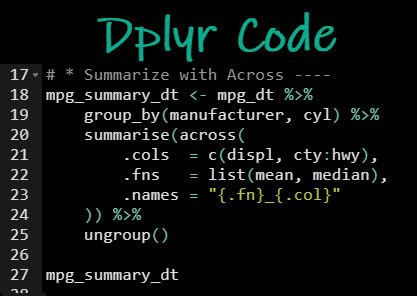 Dplyr Code
17 # * Summarize with Across ----
18 mpg_summary_dt <- mpg_dt %>%
19     group_by(manufacturer, cyl) %>%
20     summarise(across(
21         .cols  = c(displ, cty:hwy),
22         .fns   = list(mean, median),
23         .names = "{.fn}_{.col}"
24     )) %>%
25     ungroup()
26
27 mpg_summary_dt
28